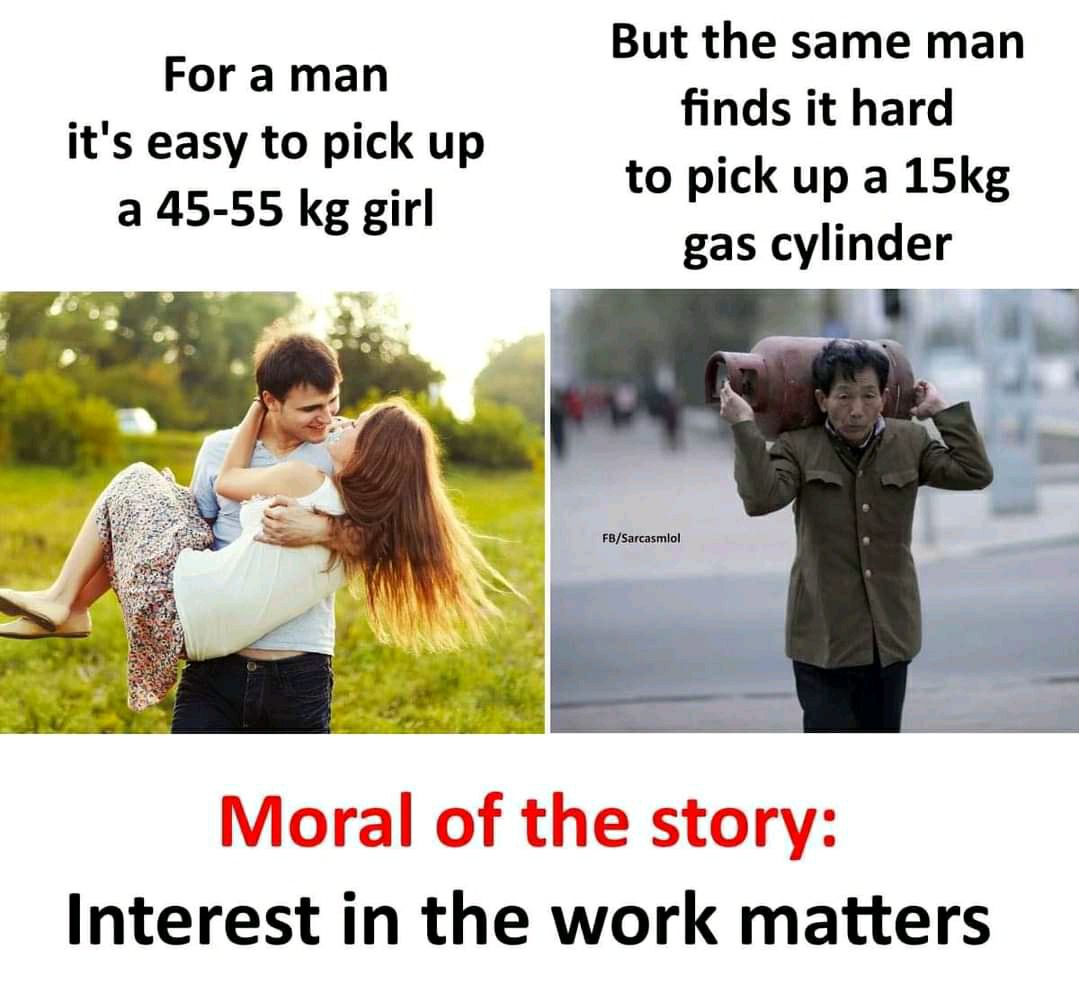 For a man
it's easy to pick up
a 45-55 kg girl
But the same man
finds it hard
to pick up a 15kg
gas cylinder
FB/Sarcasmlol
Moral of the story:
Interest in the work matters